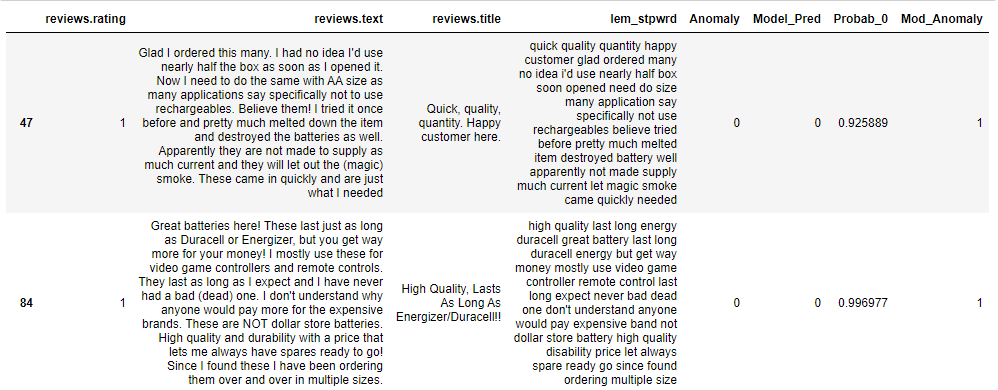 reviews.rating reviews.text reviews.title lem_stpwrd Anomaly Model_Pred Probab_0 Mod_Anomaly
47
1
Glad I ordered this many. I had no idea I'd use
nearly half the box as soon as I opened it.
Now I need to do the same with AA size as
many applications say specifically not to use
rechargeables. Believe them! I tried it once
before and pretty much melted down the item
and destroyed the batteries as well.
Apparently they are not made to supply as
much current and they will let out the (magic)
smoke. These came in quickly and are just
what I needed
Quick, quality,
quantity. Happy
customer here.
quick quality quantity happy
customer glad ordered many
no idea i'd use nearly half box
soon opened need do size
many application say
specifically not use
rechargeables believe tried
before pretty much melted
item destroyed battery well
apparently not made supply
much current let magic smoke
came quickly needed
0
0
0.925889
1
84
1
Great batteries here! These last just as long
as Duracell or Energizer, but you get way
more for your money! I mostly use these for
video game controllers and remote controls.
They last as long as I expect and I have never
had a bad (dead) one. I don't understand why
anyone would pay more for the expensive
brands. These are NOT dollar store batteries.
High quality and durability with a price that
lets me always have spares ready to go!
Since I found these I have been ordering
them over and over in multiple sizes.
High Quality, Lasts
As Long As
Energizer/Duracell!!
high quality last long energy
duracell great battery last long
duracell energy but get way
money mostly use video game
controller remote control last
long expect never bad dead
one don't understand anyone
would pay expensive band not
dollar store battery high quality
disability price let always
spare ready go since found
ordering multiple size
0
0
0.996977
1